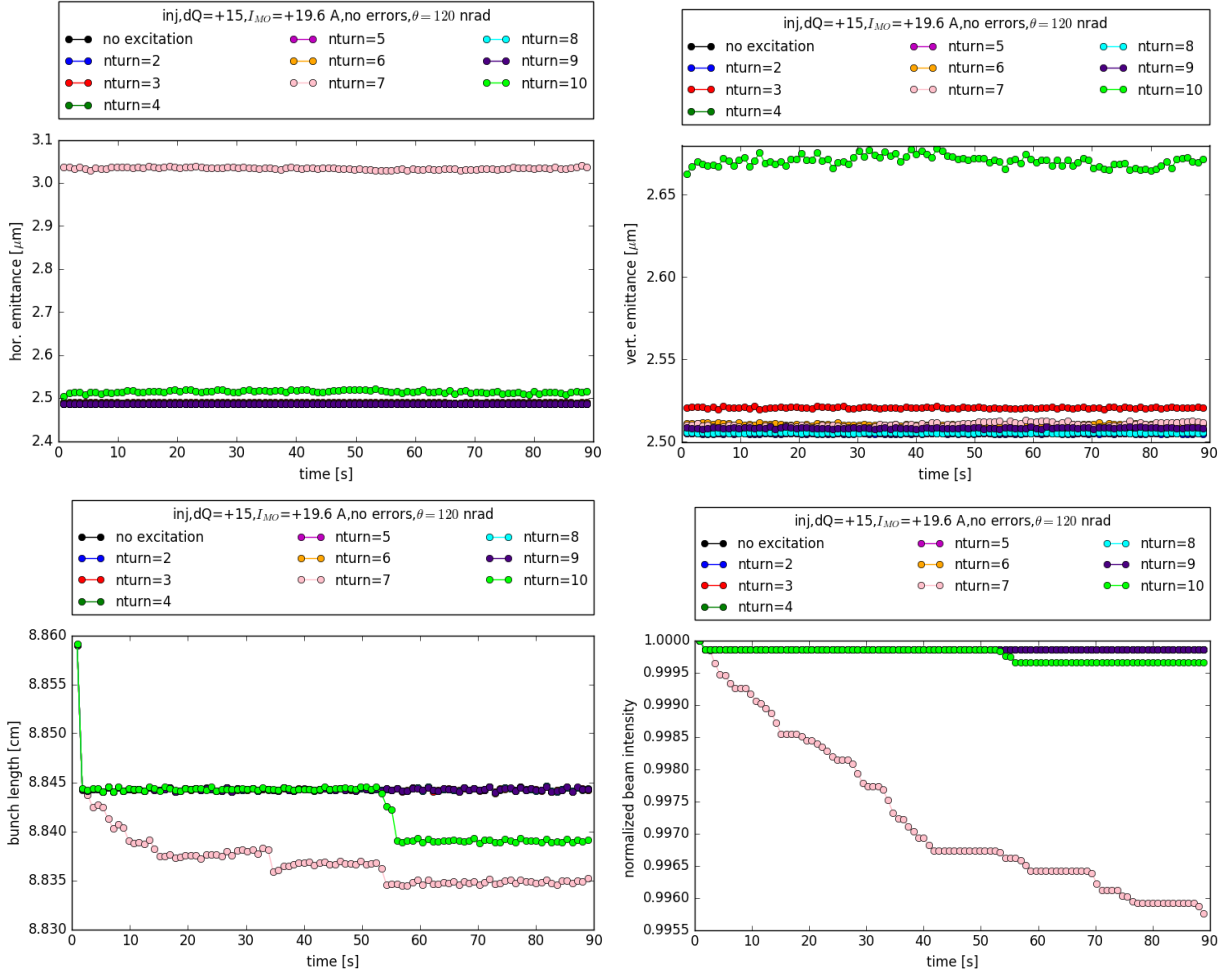 inj,dQ=+15,I_MO=+19.6 A,no errors,θ = 120 nrad
no excitation nturn=5 nturn=8
nturn=2 nturn=6 nturn=9
nturn=3 nturn=7 nturn=10
nturn=4
3.1
3.0
2.9
2.8
2.7
2.6
2.5
2.4
hor. emittance [μm]
0 10 20 30 40 50 60 70 80 90
time [s]
inj,dQ=+15,I_MO=+19.6 A,no errors,θ = 120 nrad
no excitation nturn=5 nturn=8
nturn=2 nturn=6 nturn=9
nturn=3 nturn=7 nturn=10
nturn=4
2.65
2.60
2.55
2.50
vert. emittance [μm]
0 10 20 30 40 50 60 70 80 90
time [s]
inj,dQ=+15,I_MO=+19.6 A,no errors,θ = 120 nrad
no excitation nturn=5 nturn=8
nturn=2 nturn=6 nturn=9
nturn=3 nturn=7 nturn=10
nturn=4
8.860
8.855
8.850
8.845
8.840
8.835
8.830
bunch length [cm]
0 10 20 30 40 50 60 70 80 90
time [s]
inj,dQ=+15,I_MO=+19.6 A,no errors,θ = 120 nrad
no excitation nturn=5 nturn=8
nturn=2 nturn=6 nturn=9
nturn=3 nturn=7 nturn=10
nturn=4
1.0000
0.9995
0.9990
0.9985
0.9980
0.9975
0.9970
0.9965
0.9960
0.9955
normalized beam intensity
0 10 20 30 40 50 60 70 80 90
time [s]